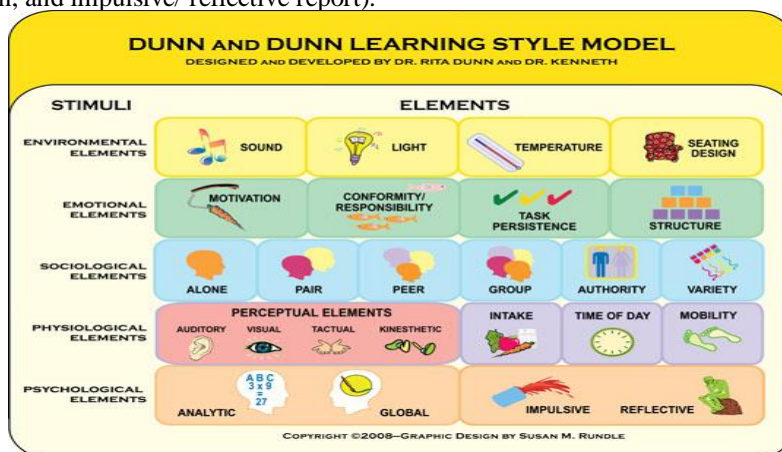 n, and impulsive/ reflective report).
DUNN AND DUNN LEARNING STYLE MODEL
DESIGNED AND DEVELOPED BY DR. RITA DUNN AND DR. KENNETH
STIMULI ELEMENTS
ENVIRONMENTAL ELEMENTS
SOUND LIGHT TEMPERATURE SEATING DESIGN
EMOTIONAL ELEMENTS
MOTIVATION CONFORMITY/ RESPONSIBILITY TASK PERSISTENCE STRUCTURE
SOCIOLOGICAL ELEMENTS
ALONE PAIR PEER GROUP AUTHORITY VARIETY
PHYSIOLOGICAL ELEMENTS
PERCEPTUAL ELEMENTS
AUDITORY VISUAL TACTUAL KINESTHETIC
INTAKE TIME OF DAY MOBILITY
PSYCHOLOGICAL ELEMENTS
ABC
3 x 9
=
27
ANALYTIC GLOBAL IMPULSIVE REFLECTIVE
COPYRIGHT ©2008–GRAPHIC DESIGN BY SUSAN M. RUNDLE